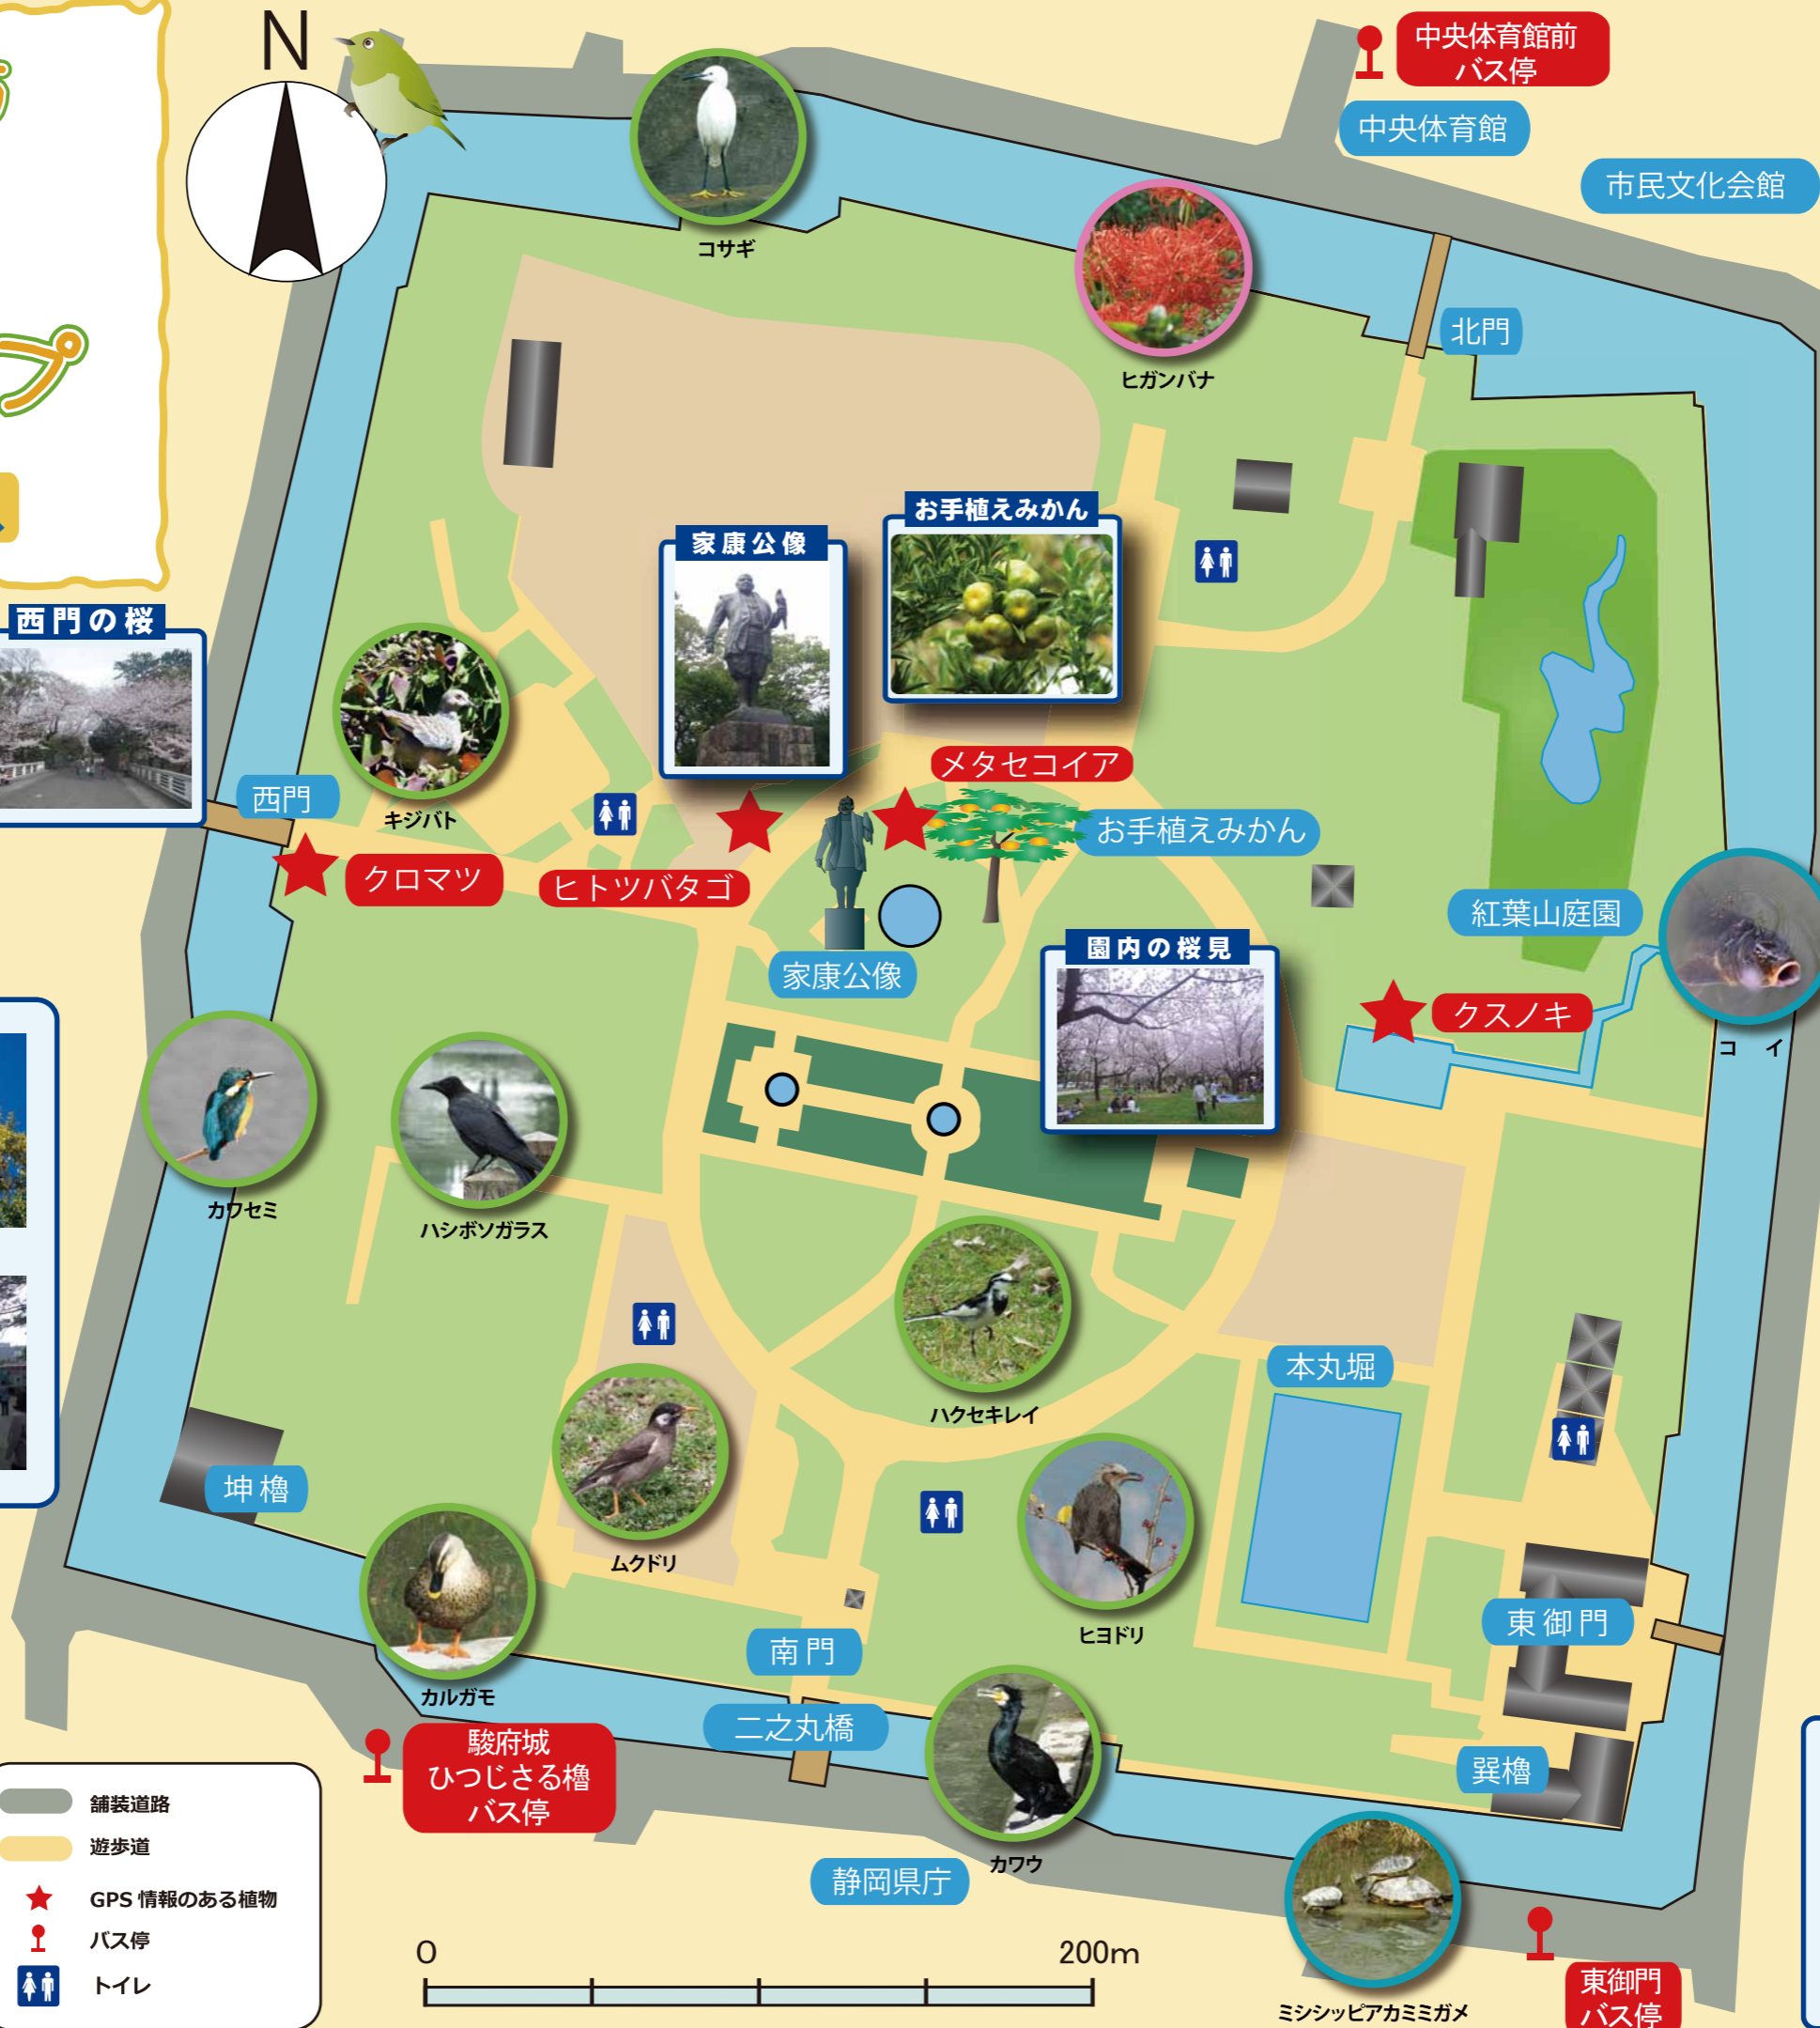 N
中央体育館前
バス停
中央体育館
市民文化会館
コサギ
ヒガンバナ
北門
お手植えみかん
家康公像
西門の桜
メタセコイア
西門
キジバト
お手植えみかん
クロマツ
ヒトツバタゴ
紅葉山庭園
園内の桜見
家康公像
クスノキ
コイ
カワセミ
ハシボソガラス
本丸堀
ハクセキレイ
坤櫓
ムクドリ
東御門
ヒヨドリ
南門
カルガモ
二之丸橋
駿府城
ひつじさる櫓
バス停
巽櫓
カワウ
静岡県庁
舗装道路
遊歩道
GPS 情報のある植物
バス停
トイレ
0 200m
ミシシッピアカミミガメ
東御門
バス停